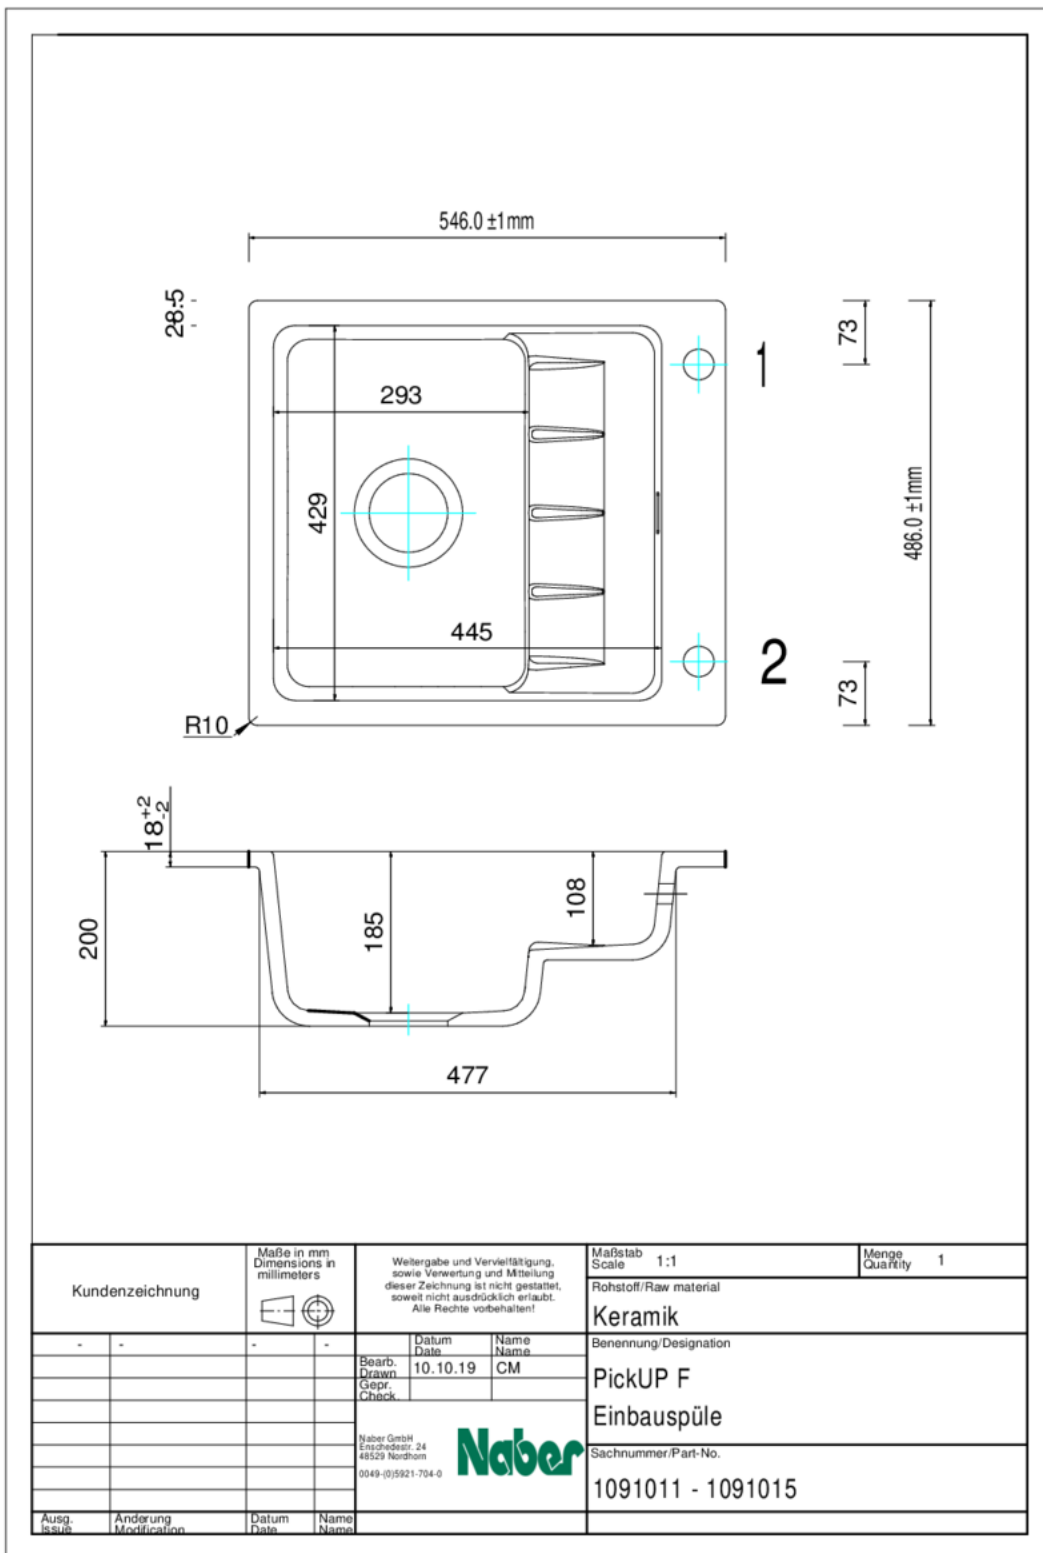 546.0 ±1mm
28.5
73
1
293
486.0 ±1mm
429
445
2
73
R10
18 +2 -2
108
185
200
477
Kundenzeichnung
Maße in mm
Dimensions in
millimeters
Weitergabe und Vervielfältigung,
sowie Verwertung und Mitteilung
dieser Zeichnung ist nicht gestattet,
soweit nicht ausdrücklich erlaubt.
Alle Rechte vorbehalten!
Maßstab
Scale 1:1
Menge
Quantity 1
Rohstoff/Raw material
Keramik
- - - -
Datum Name
Date Name
Bearb.
Drawn 10.10.19 CM
Gepr.
Check.
Benennung/Designation
PickUP F
Einbauspüle
Naber GmbH
Enschedestr. 24
48529 Nordhorn
0049-(0)5921-704-0
Naber
Sachnummer/Part-No.
1091011 - 1091015
Ausg. Änderung Datum Name
Issue Modification Date Name